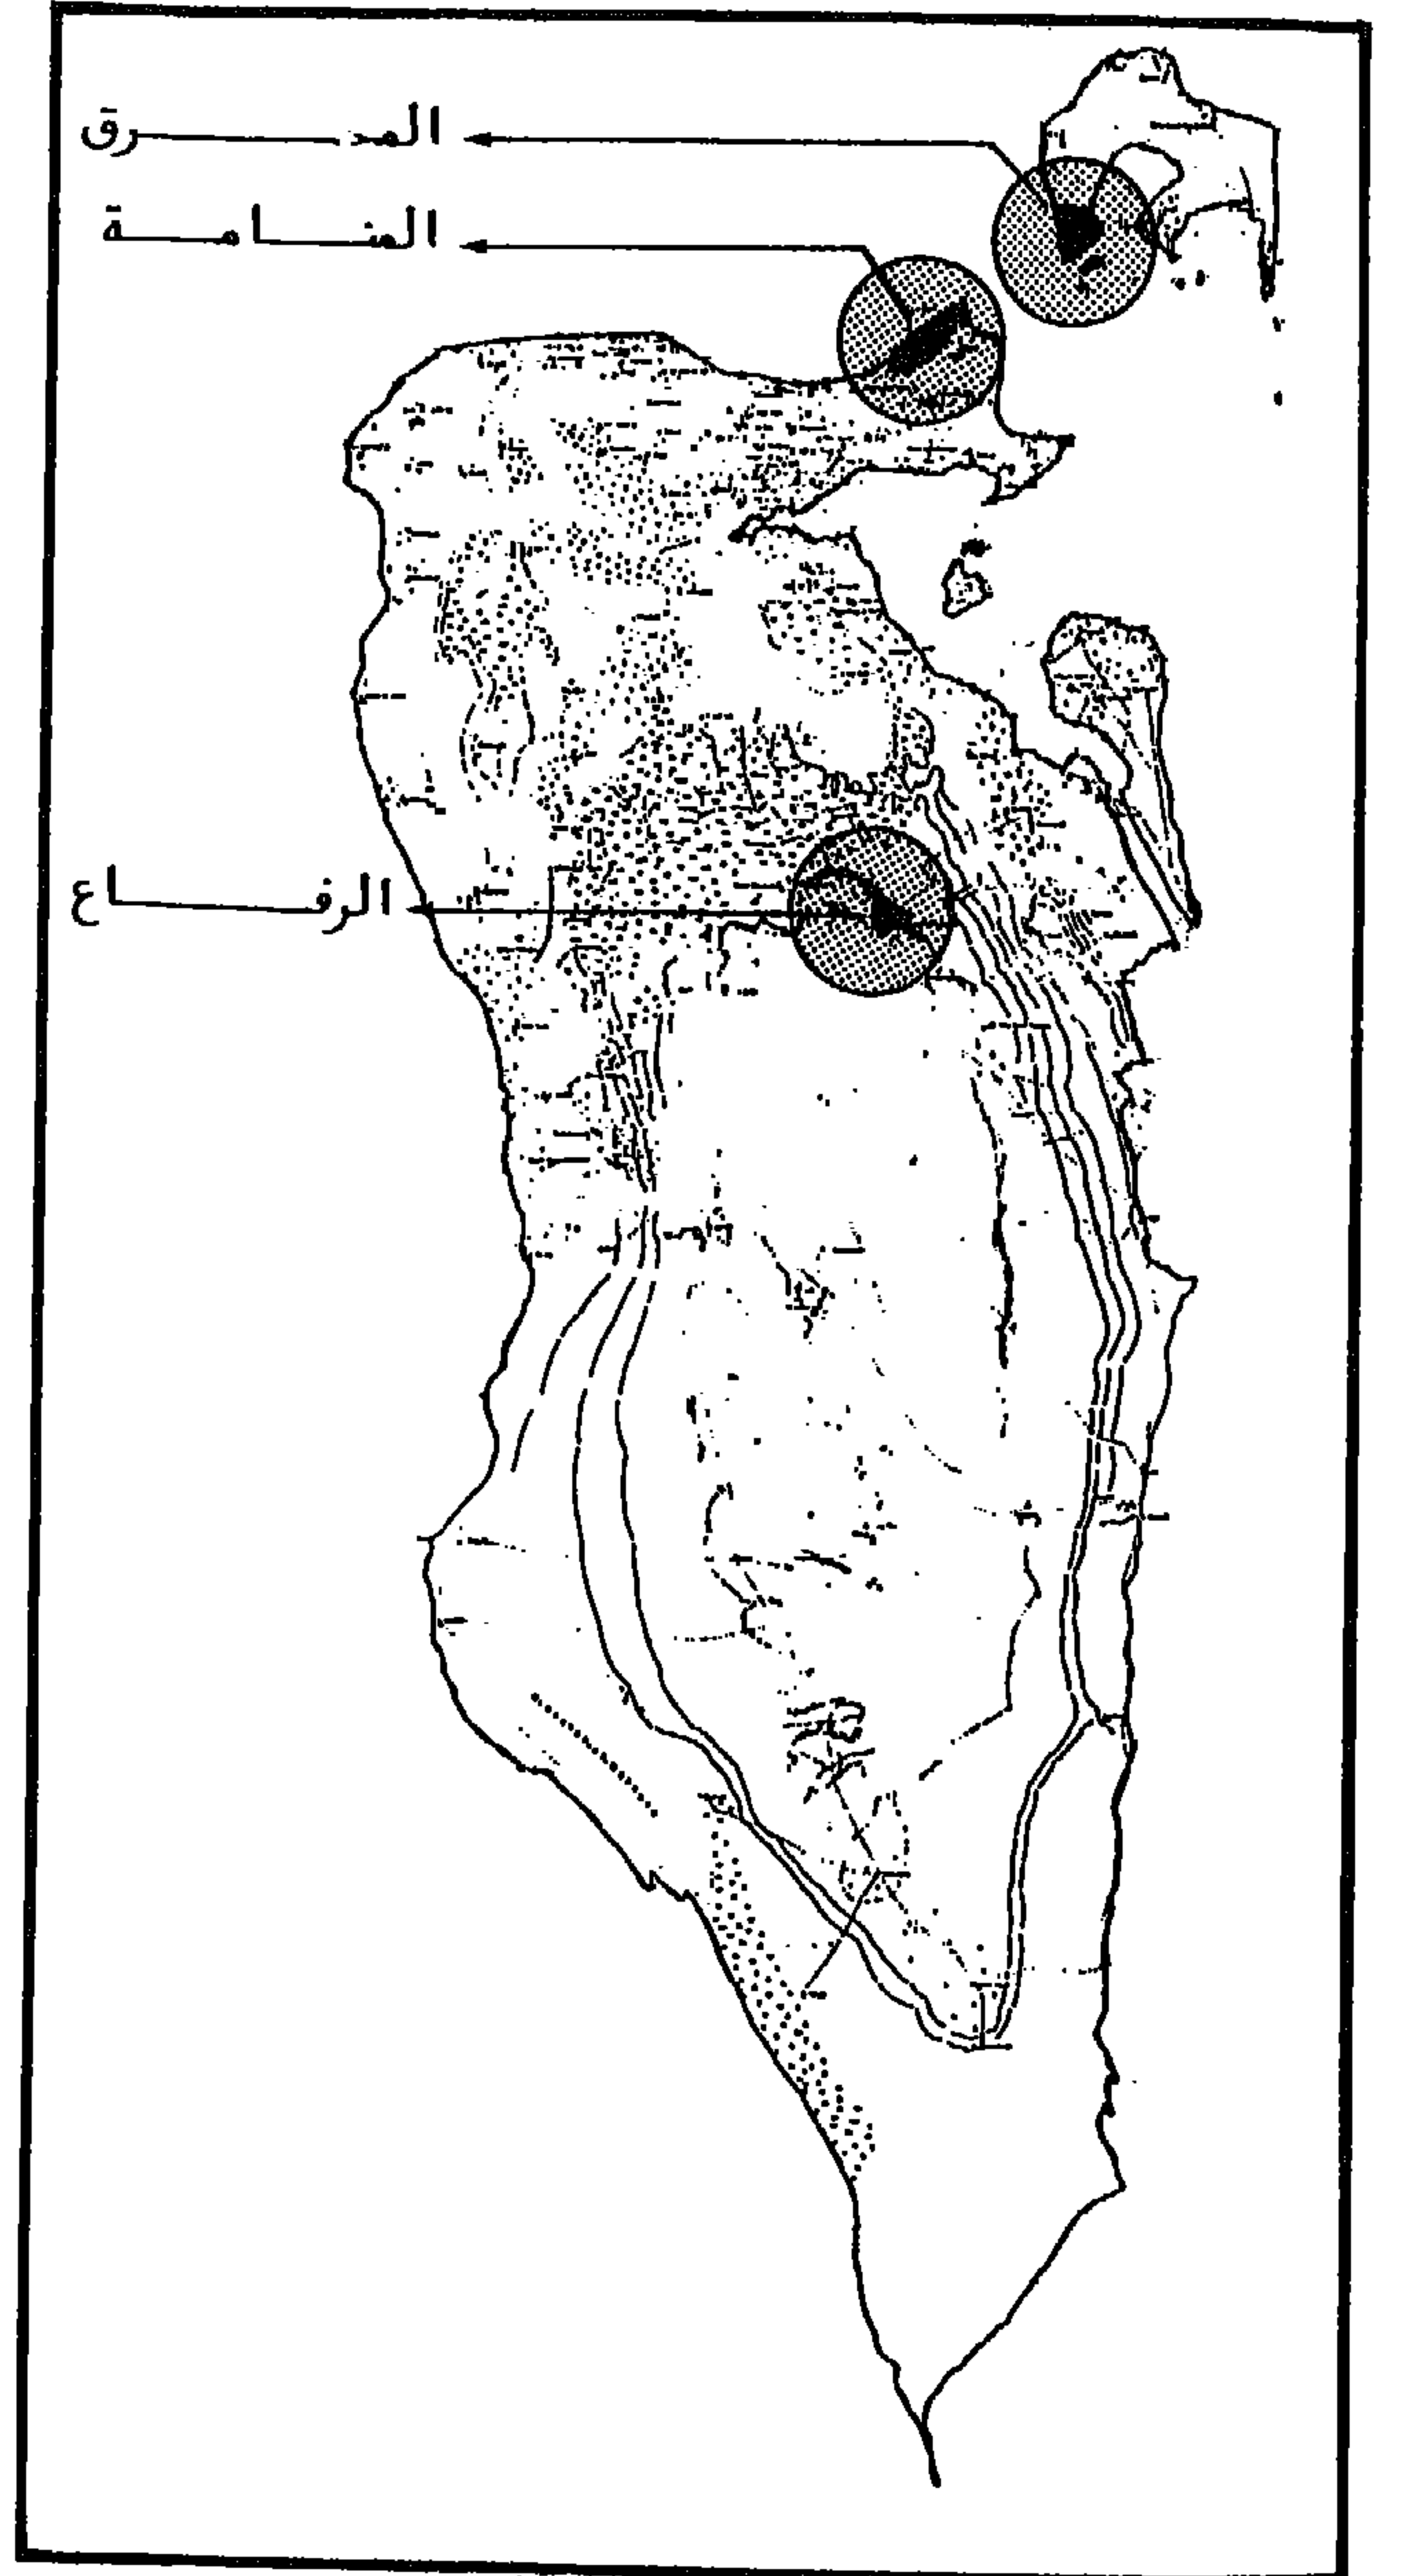 المحرق
المنامة
الرفاع